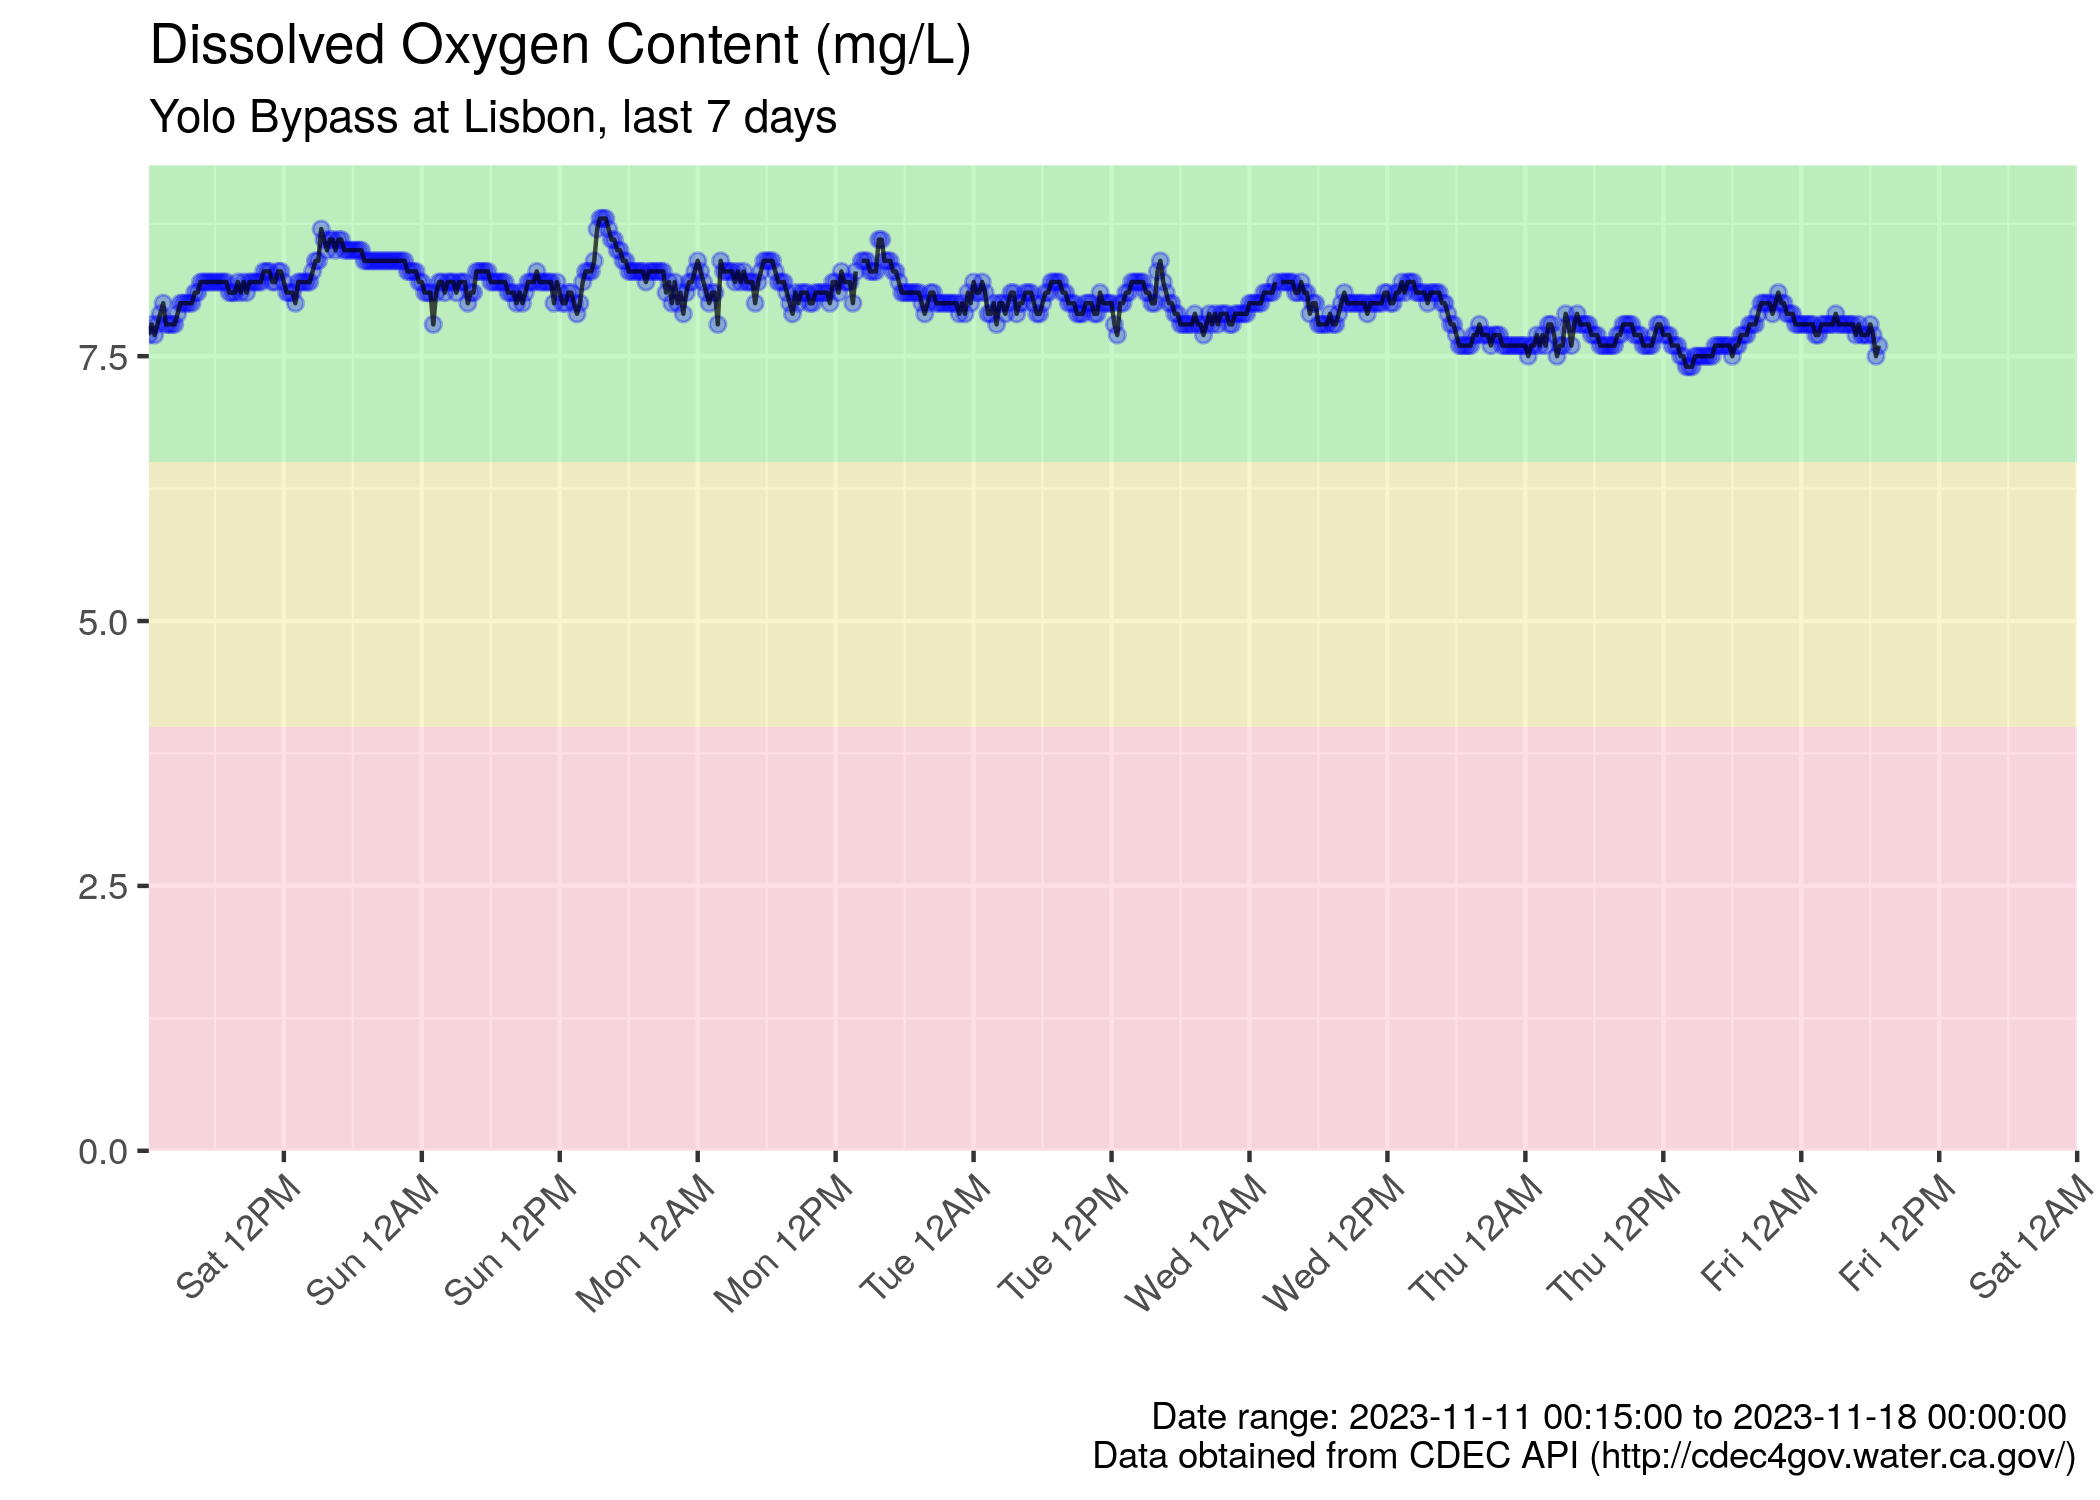 Dissolved Oxygen Content (mg/L)
Yolo Bypass at Lisbon, last 7 days
7.5
5.0
2.5
0.0
Sat 12PM
Sun 12AM
Sun 12PM
Mon 12AM
Mon 12PM
Tue 12AM
Tue 12PM
Wed 12AM
Wed 12PM
Thu 12AM
Thu 12PM
Fri 12AM
Fri 12PM
Sat 12AM
Date range: 2023-11-11 00:15:00 to 2023-11-18 00:00:00
Data obtained from CDEC API (http://cdec4gov.water.ca.gov/)